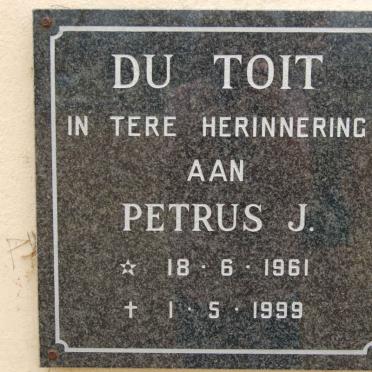 DU TOIT
IN TERE HERINNERING
AAN
PETRUS J.
☆ 18 · 6 · 1961
✝ 1 · 5 · 1999